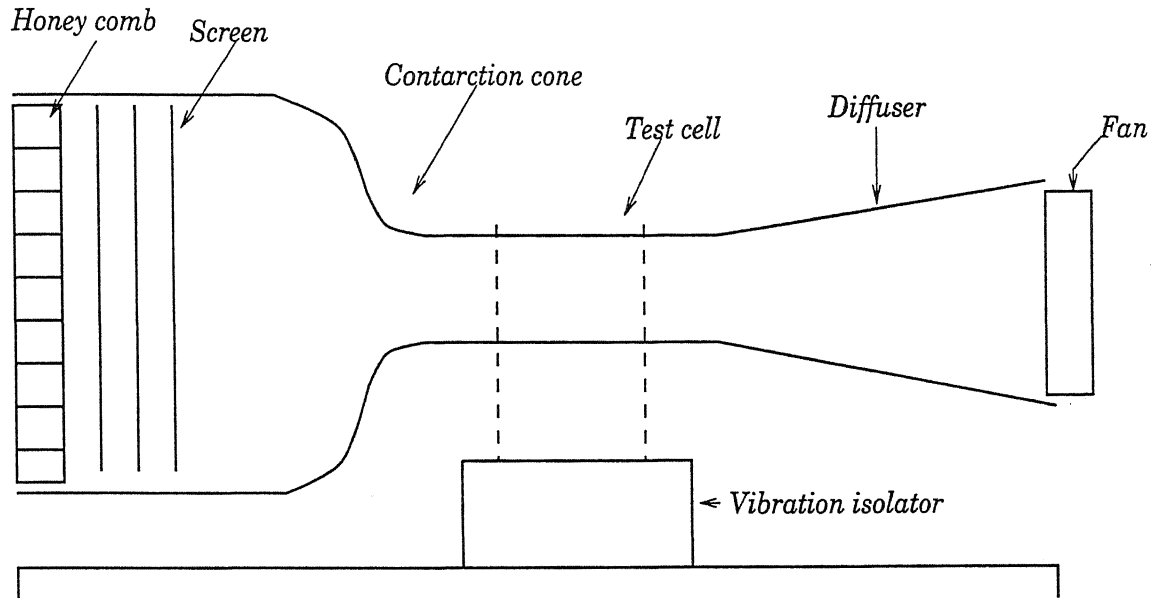 Honey comb
Screen
Contarction cone
Test cell
Diffuser
Fan
Vibration isolator